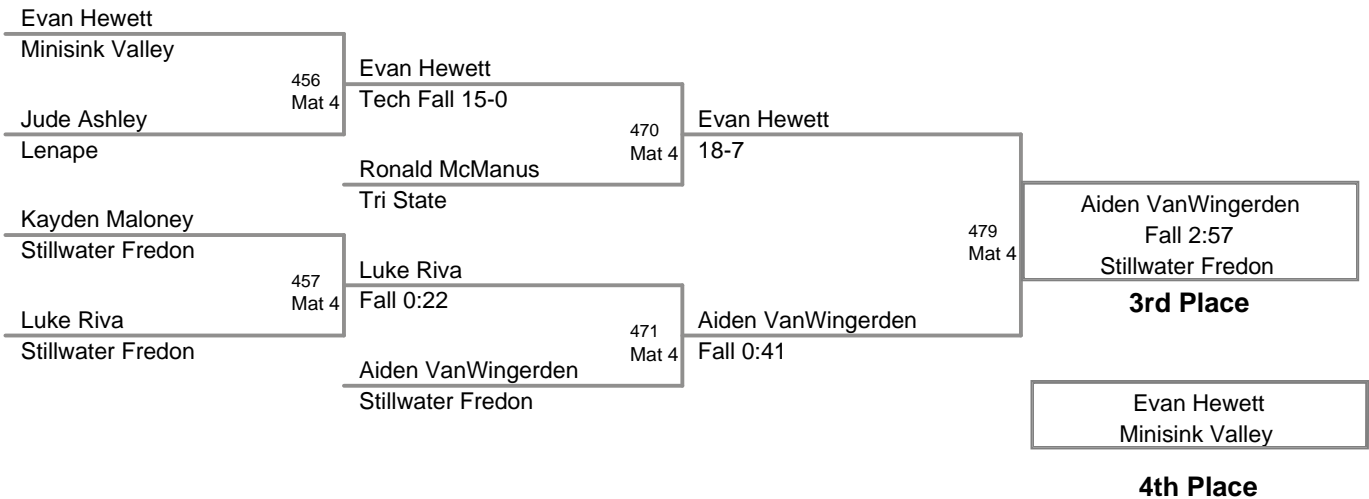 Evan Hewett
Minisink Valley
456
Mat 4
Jude Ashley
Lenape
Evan Hewett
Tech Fall 15-0
470
Mat 4
Ronald McManus
Tri State
Evan Hewett
18-7
Kayden Maloney
Stillwater Fredon
457
Mat 4
Luke Riva
Stillwater Fredon
Luke Riva
Fall 0:22
471
Mat 4
Aiden VanWingerden
Stillwater Fredon
Aiden VanWingerden
Fall 0:41
479
Mat 4
Aiden VanWingerden
Fall 2:57
Stillwater Fredon
3rd Place
Evan Hewett
Minisink Valley
4th Place